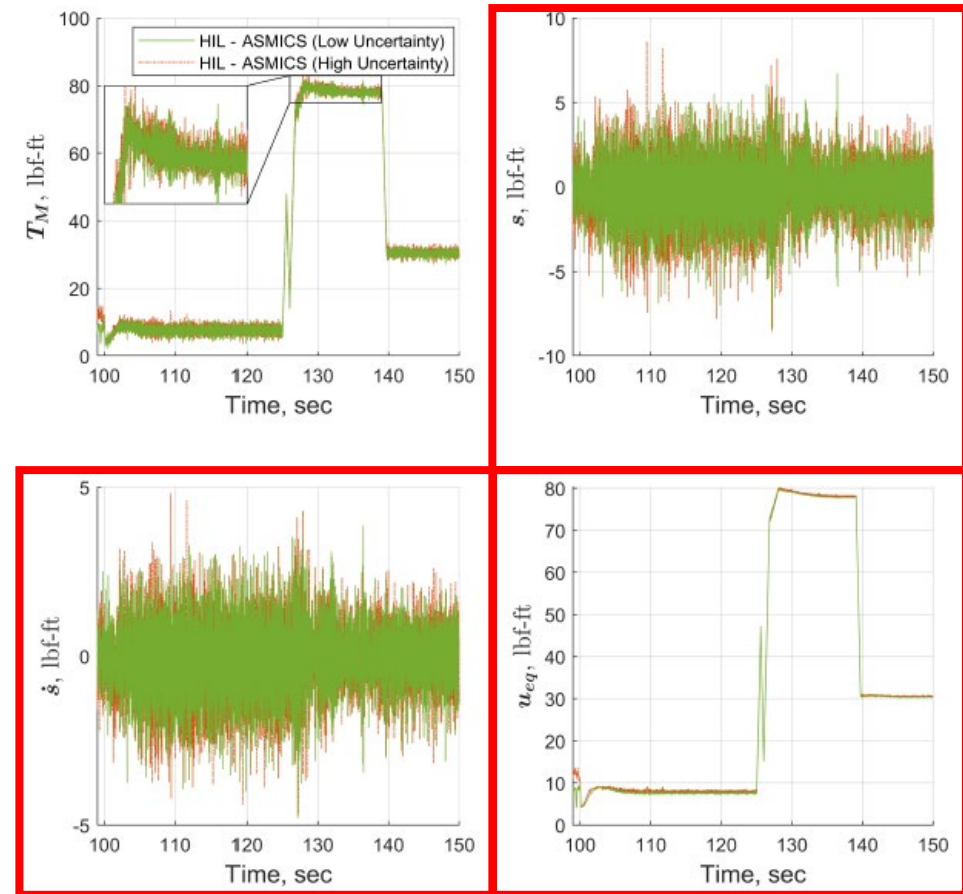 100
80
60
40
20
0
HIL - ASMICS (Low Uncertainty)
HIL - ASMICS (High Uncertainty)
T_M, lbf-ft
100 110 120 130 140 150
Time, sec
10
5
0
-5
-10
s, lbf-ft
100 110 120 130 140 150
Time, sec
5
0
-5
ṡ, lbf-ft
100 110 120 130 140 150
Time, sec
80
70
60
50
40
30
20
10
0
u_eq, lbf-ft
100 110 120 130 140 150
Time, sec